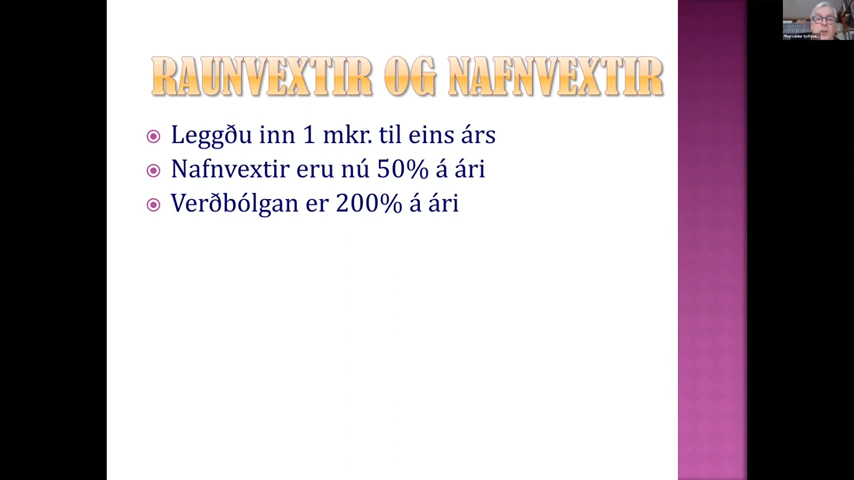 RAUNVEXTIR OG NAFNVEXTIR
Leggðu inn 1 mkr. til eins árs
Nafnvextir eru nú 50% á ári
Verðbólgan er 200% á ári